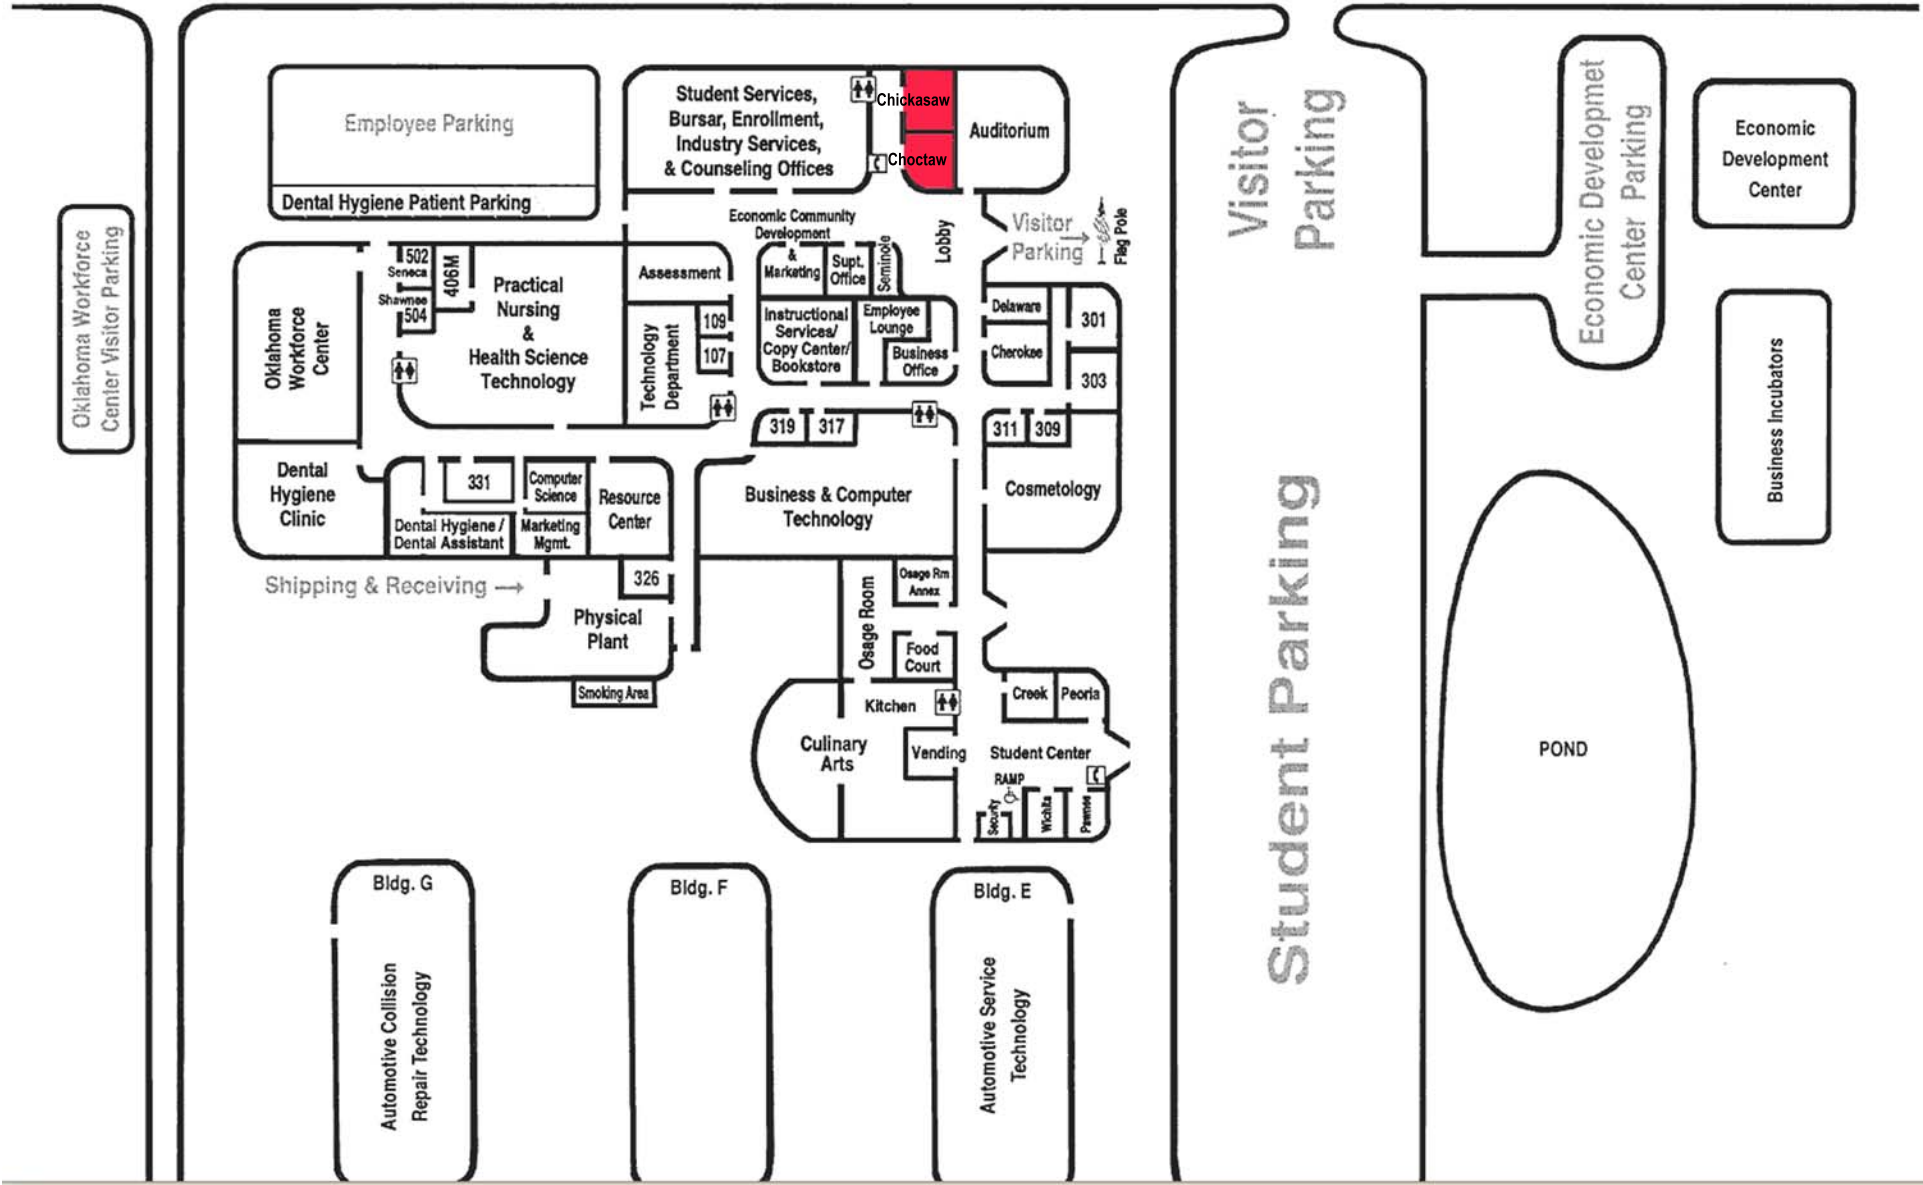 Employee Parking
Dental Hygiene Patient Parking
Oklahoma Workforce
Center Visitor Parking
Student Services,
Bursar, Enrollment,
Industry Services,
& Counseling Offices
Chickasaw
Choctaw
Auditorium
Visitor
Parking
Economic Developmet
Center Parking
Economic
Development
Center
Business Incubators
Economic Community
Development
&
Marketing
Supt.
Office
Seminole
Lobby
Visitor
Parking
Flag Pole
Oklahoma
Workforce
Center
502
Seneca
Shawnee
504
406M
Practical
Nursing
&
Health Science
Technology
Assessment
Technology
Department
109
107
Instructional
Services/
Copy Center/
Bookstore
Employee
Lounge
Business
Office
Delaware
Cherokee
301
303
319
317
311
309
Dental
Hygiene
Clinic
331
Computer
Science
Resource
Center
Dental Hygiene /
Dental Assistant
Marketing
Mgmt.
Business & Computer
Technology
Cosmetology
Shipping & Receiving
326
Physical
Plant
Smoking Area
Osage Room
Osage Rm
Annex
Food
Court
Kitchen
Culinary
Arts
Vending
Creek
Peoria
Student Center
RAMP
Security
Wichita
Pawnee
Student Parking
POND
Bldg. G
Automotive Collision
Repair Technology
Bldg. F
Bldg. E
Automotive Service
Technology